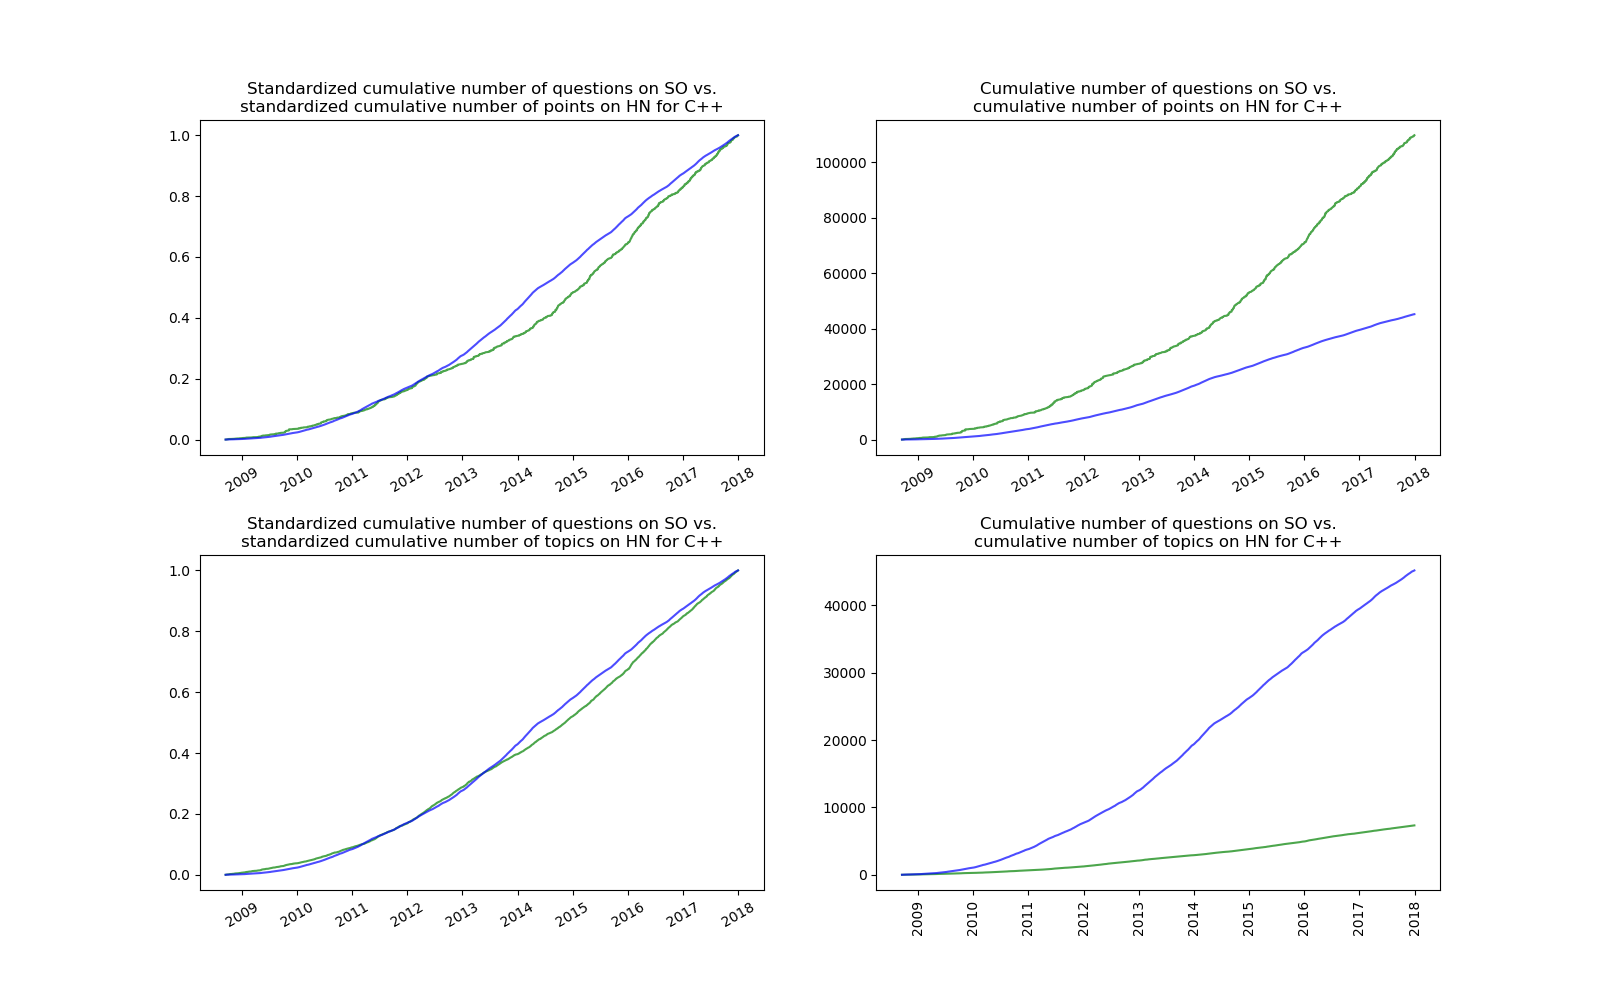 Standardized cumulative number of questions on SO vs.
standardized cumulative number of points on HN for C++
1.0
0.8
0.6
0.4
0.2
0.0
2009 2010 2011 2012 2013 2014 2015 2016 2017 2018
Cumulative number of questions on SO vs.
cumulative number of points on HN for C++
100000
80000
60000
40000
20000
0
2009 2010 2011 2012 2013 2014 2015 2016 2017 2018
Standardized cumulative number of questions on SO vs.
standardized cumulative number of topics on HN for C++
1.0
0.8
0.6
0.4
0.2
0.0
2009 2010 2011 2012 2013 2014 2015 2016 2017 2018
Cumulative number of questions on SO vs.
cumulative number of topics on HN for C++
40000
30000
20000
10000
0
2009 2010 2011 2012 2013 2014 2015 2016 2017 2018